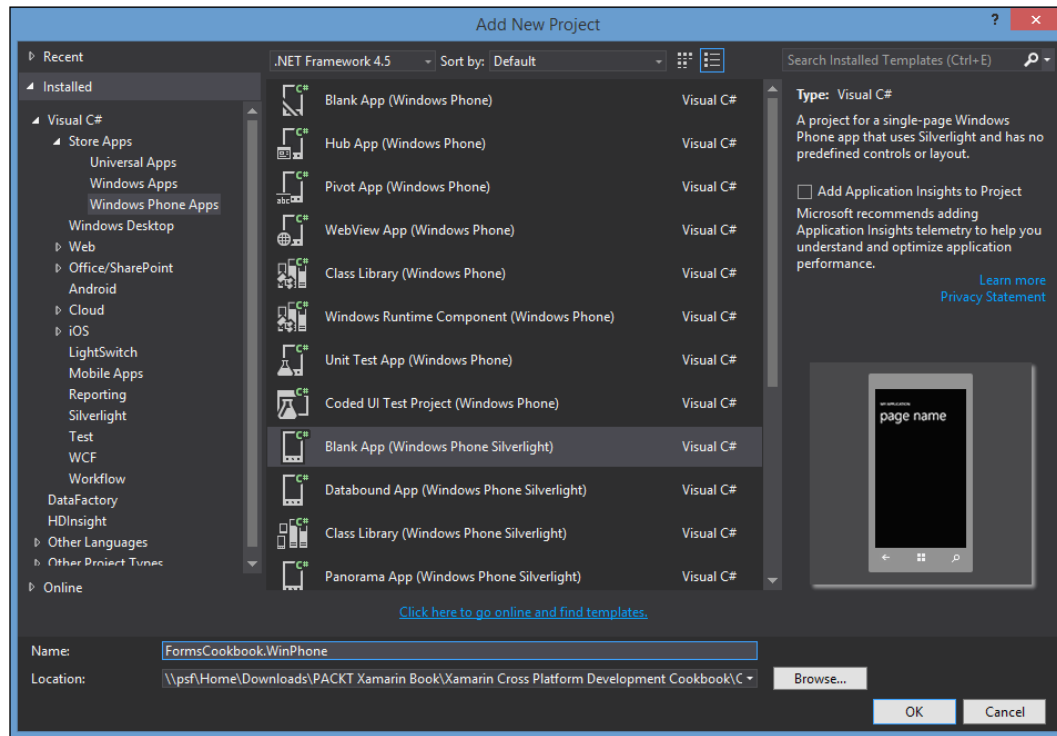 Add New Project
?
Recent
Installed
Visual C#
Store Apps
Universal Apps
Windows Apps
Windows Phone Apps
Windows Desktop
Web
Office/SharePoint
Android
Cloud
iOS
LightSwitch
Mobile Apps
Reporting
Silverlight
Test
WCF
Workflow
DataFactory
HDInsight
Other Languages
Other Project Types
Online
.NET Framework 4.5 Sort by: Default
Blank App (Windows Phone) Visual C#
Hub App (Windows Phone) Visual C#
Pivot App (Windows Phone) Visual C#
WebView App (Windows Phone) Visual C#
Class Library (Windows Phone) Visual C#
Windows Runtime Component (Windows Phone) Visual C#
Unit Test App (Windows Phone) Visual C#
Coded UI Test Project (Windows Phone) Visual C#
Blank App (Windows Phone Silverlight) Visual C#
Databound App (Windows Phone Silverlight) Visual C#
Class Library (Windows Phone Silverlight) Visual C#
Panorama App (Windows Phone Silverlight) Visual C#
Click here to go online and find templates.
Search Installed Templates (Ctrl+E)
Type: Visual C#
A project for a single-page Windows
Phone app that uses Silverlight and has no
predefined controls or layout.
Add Application Insights to Project
Microsoft recommends adding
Application Insights telemetry to help you
understand and optimize application
performance.
Learn more
Privacy Statement
MY APPLICATION
page name
Name: FormsCookbook.WinPhone
Location: \\psf\Home\Downloads\PACKT Xamarin Book\Xamarin Cross Platform Development Cookbook\C
Browse...
OK Cancel